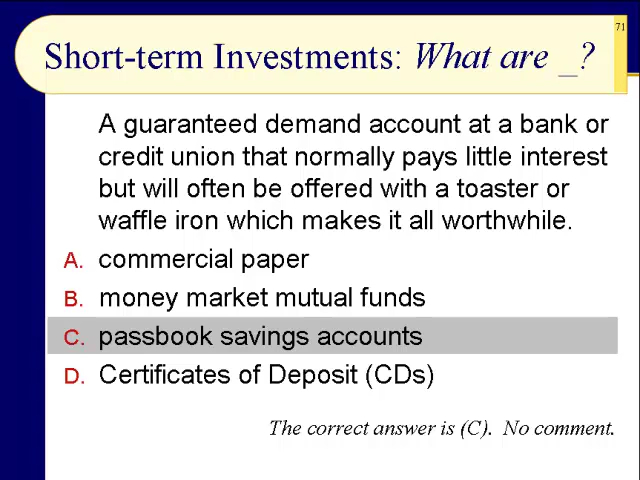 71
Short-term Investments: What are _?
A guaranteed demand account at a bank or
credit union that normally pays little interest
but will often be offered with a toaster or
waffle iron which makes it all worthwhile.
A. commercial paper
B. money market mutual funds
C. passbook savings accounts
D. Certificates of Deposit (CDs)
The correct answer is (C). No comment.